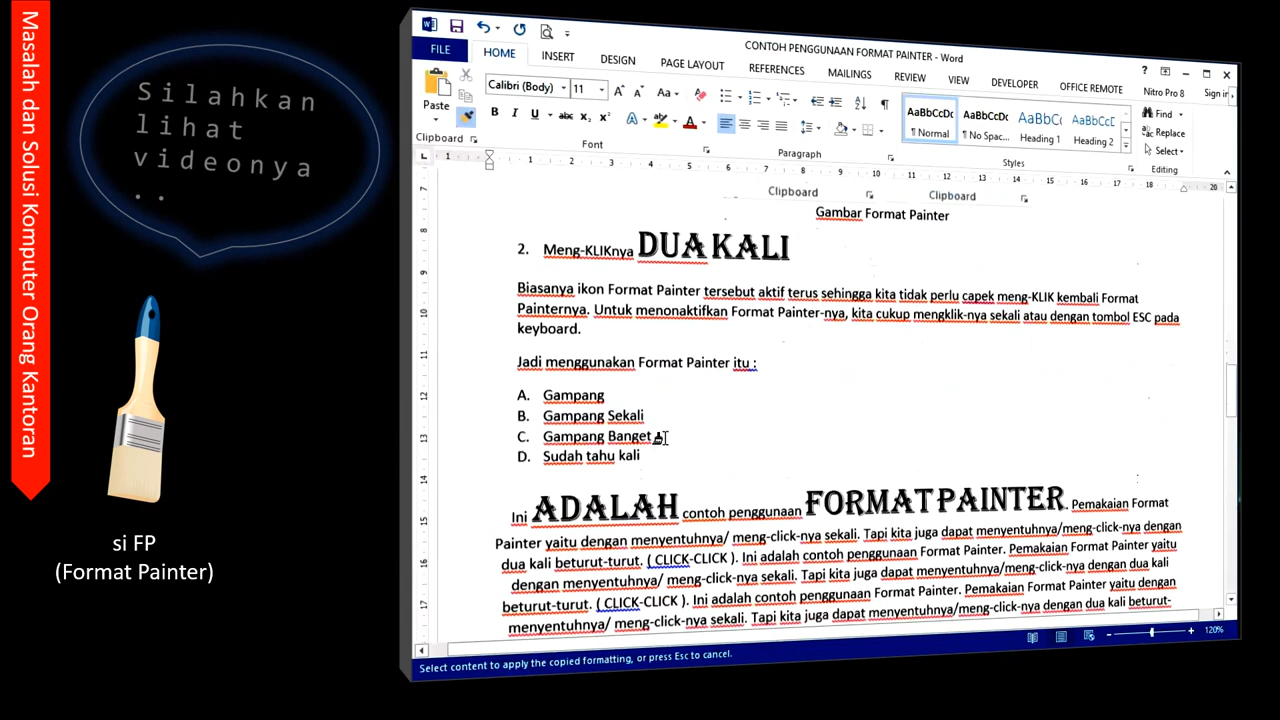 Masalah dan Solusi Komputer Orang Kantoran
Silahkan
lihat
videonya
..
si FP
(Format Painter)
CONTOH PENGGUNAAN FORMAT PAINTER - Word
FILE HOME INSERT DESIGN PAGE LAYOUT REFERENCES MAILINGS REVIEW VIEW DEVELOPER OFFICE REMOTE Nitro Pro 8 Sign in
Paste
Calibri (Body) 11
AaBbCcDc AaBbCcDc AaBbC AaBbCcD
¶ Normal ¶ No Spac... Heading 1 Heading 2
Find
Replace
Select
Clipboard Font Paragraph Styles
Clipboard Clipboard
Gambar Format Painter
2. Meng-KLIKnya DUA KALI
Biasanya ikon Format Painter tersebut aktif terus sehingga kita tidak perlu capek meng-KLIK kembali Format
Painternya. Untuk menonaktifkan Format Painter-nya, kita cukup mengklik-nya sekali atau dengan tombol ESC pada
keyboard.
Jadi menggunakan Format Painter itu :
A. Gampang
B. Gampang Sekali
C. Gampang Banget
D. Sudah tahu kali
Ini ADALAH contoh penggunaan FORMAT PAINTER. Pemakaian Format
Painter yaitu dengan menyentuhnya/ meng-click-nya sekali. Tapi kita juga dapat menyentuhnya/meng-click-nya dengan
dua kali beturut-turut. ( CLICK-CLICK ). Ini adalah contoh penggunaan Format Painter. Pemakaian Format Painter yaitu
dengan menyentuhnya/ meng-click-nya sekali. Tapi kita juga dapat menyentuhnya/meng-click-nya dengan dua kali
beturut-turut. ( CLICK-CLICK ). Ini adalah contoh penggunaan Format Painter. Pemakaian Format Painter yaitu dengan
menyentuhnya/ meng-click-nya sekali. Tapi kita juga dapat menyentuhnya/meng-click-nya dengan dua kali beturut-
Select content to apply the copied formatting, or press Esc to cancel.
120%